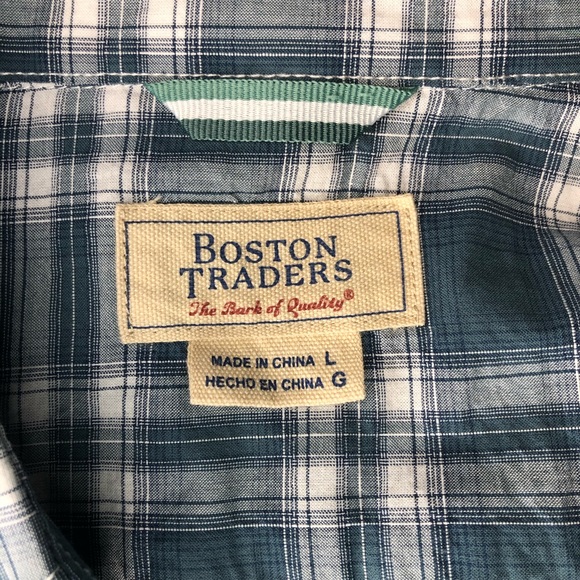 BOSTON
TRADERS
The Bark of Quality®
MADE IN CHINA L
HECHO EN CHINA G